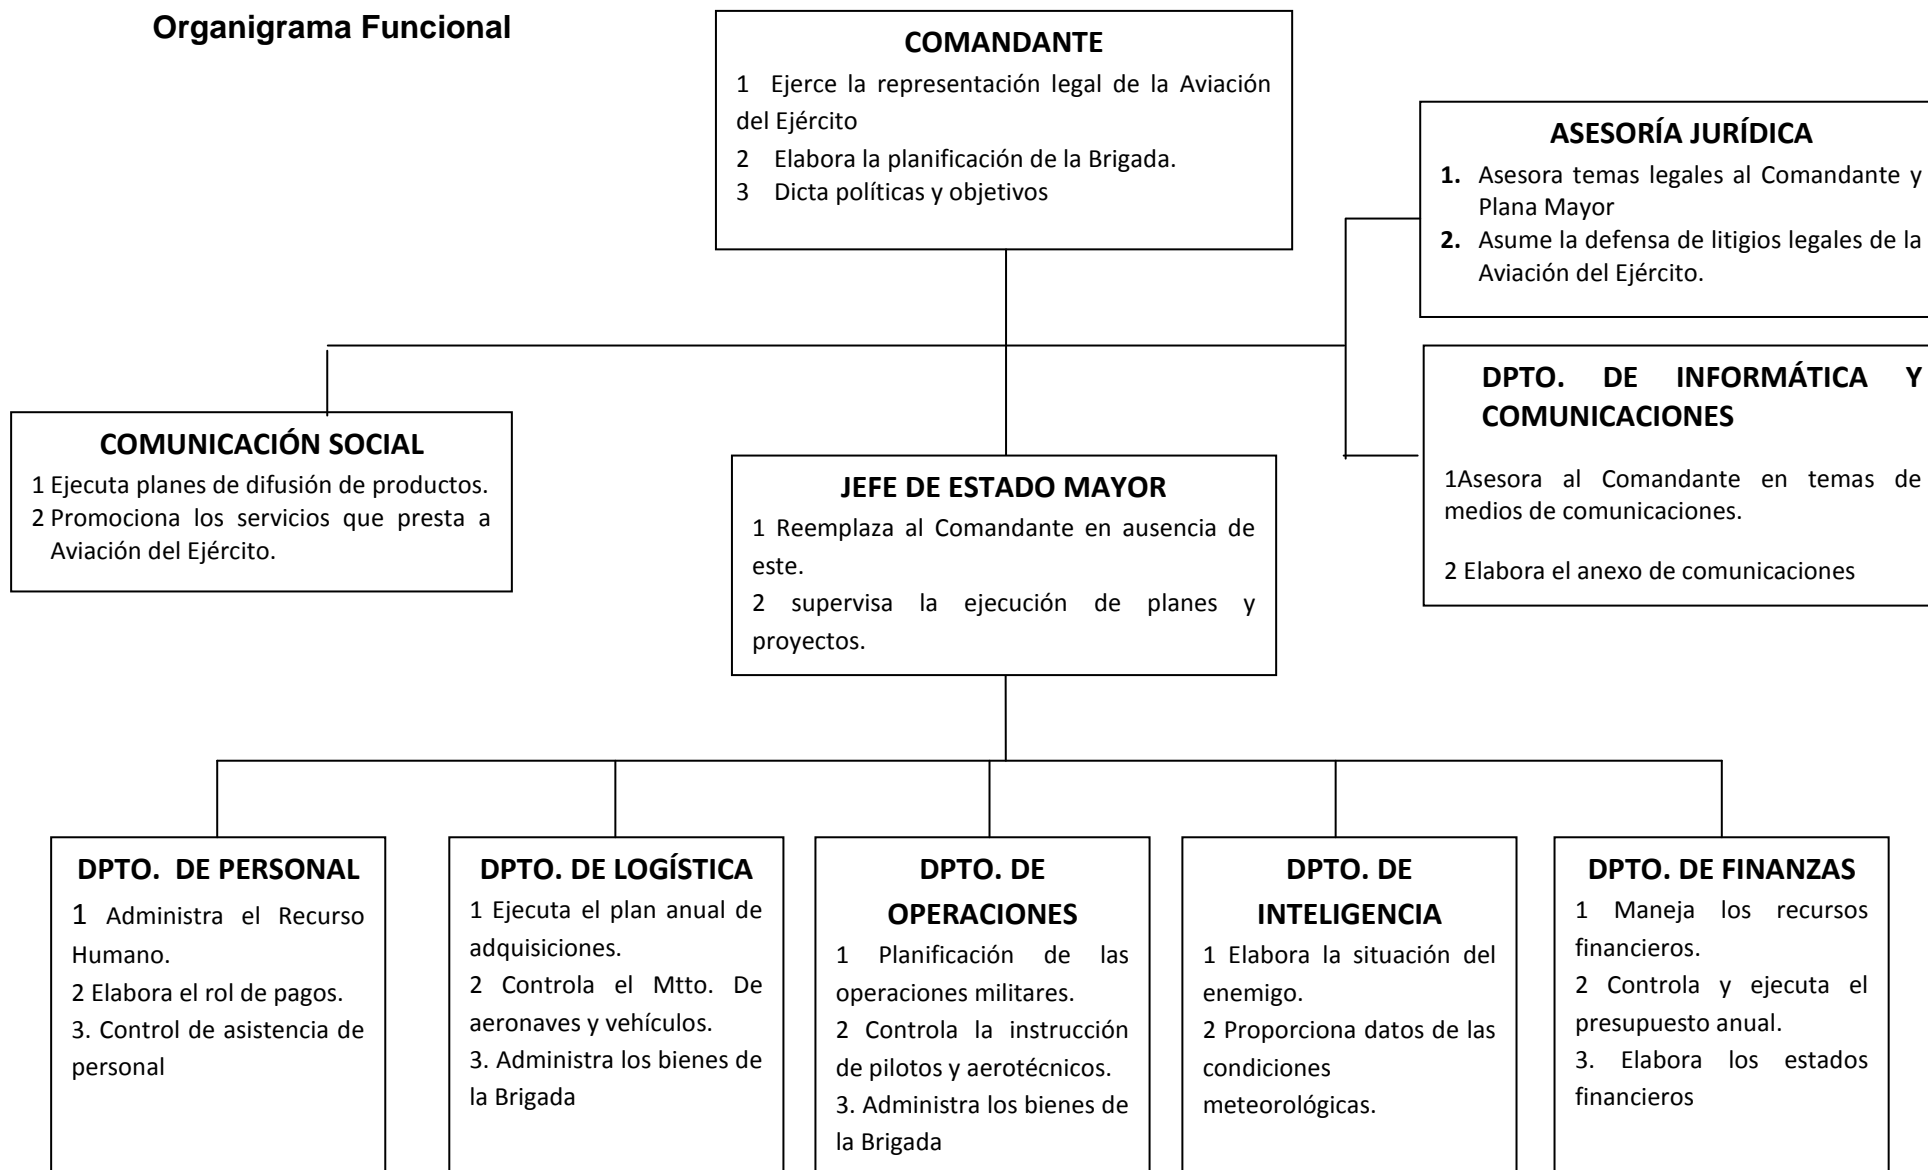 Organigrama Funcional
COMANDANTE
1 Ejerce la representación legal de la Aviación
del Ejército
2 Elabora la planificación de la Brigada.
3 Dicta políticas y objetivos
ASESORÍA JURÍDICA
1. Asesora temas legales al Comandante y
Plana Mayor
2. Asume la defensa de litigios legales de la
Aviación del Ejército.
DPTO. DE INFORMÁTICA Y
COMUNICACIONES
1Asesora al Comandante en temas de
medios de comunicaciones.
2 Elabora el anexo de comunicaciones
COMUNICACIÓN SOCIAL
1 Ejecuta planes de difusión de productos.
2 Promociona los servicios que presta a
Aviación del Ejército.
JEFE DE ESTADO MAYOR
1 Reemplaza al Comandante en ausencia de
este.
2 supervisa la ejecución de planes y
proyectos.
DPTO. DE PERSONAL
1 Administra el Recurso
Humano.
2 Elabora el rol de pagos.
3. Control de asistencia de
personal
DPTO. DE LOGÍSTICA
1 Ejecuta el plan anual de
adquisiciones.
2 Controla el Mtto. De
aeronaves y vehículos.
3. Administra los bienes de
la Brigada
DPTO. DE
OPERACIONES
1 Planificación de las
operaciones militares.
2 Controla la instrucción
de pilotos y aerotécnicos.
3. Administra los bienes de
la Brigada
DPTO. DE
INTELIGENCIA
1 Elabora la situación del
enemigo.
2 Proporciona datos de las
condiciones
meteorológicas.
DPTO. DE FINANZAS
1 Maneja los recursos
financieros.
2 Controla y ejecuta el
presupuesto anual.
3. Elabora los estados
financieros